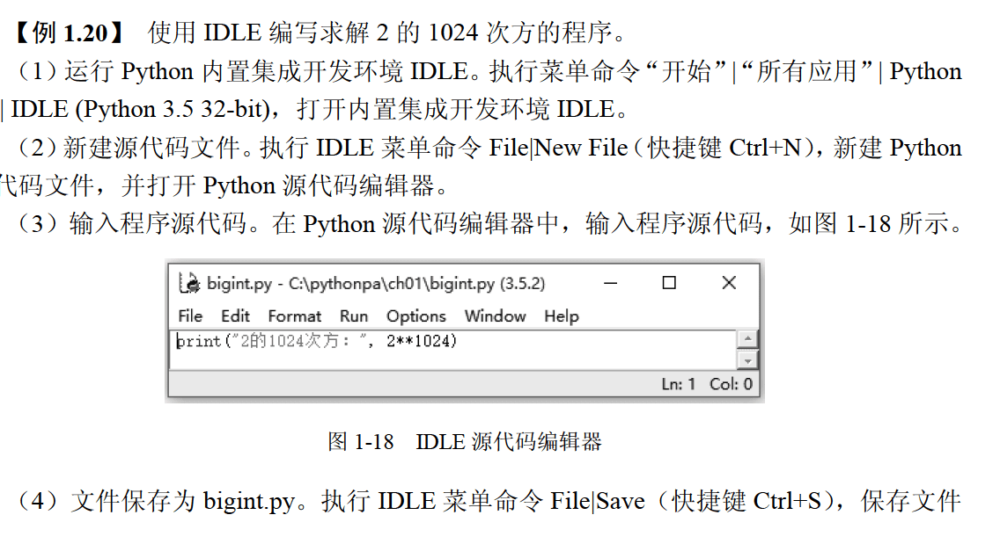 【例 1.20】 使用 IDLE 编写求解 2 的 1024 次方的程序。
（1）运行 Python 内置集成开发环境 IDLE。执行菜单命令“开始”|“所有应用”| Python
| IDLE (Python 3.5 32-bit)，打开内置集成开发环境 IDLE。
（2）新建源代码文件。执行 IDLE 菜单命令 File|New File（快捷键 Ctrl+N），新建 Python
代码文件，并打开 Python 源代码编辑器。
（3）输入程序源代码。在 Python 源代码编辑器中，输入程序源代码，如图 1-18 所示。
bigint.py - C:\pythonpa\ch01\bigint.py (3.5.2)
File Edit Format Run Options Window Help
print("2的1024次方：", 2**1024)
Ln: 1 Col: 0
图 1-18 IDLE 源代码编辑器
（4）文件保存为 bigint.py。执行 IDLE 菜单命令 File|Save（快捷键 Ctrl+S），保存文件